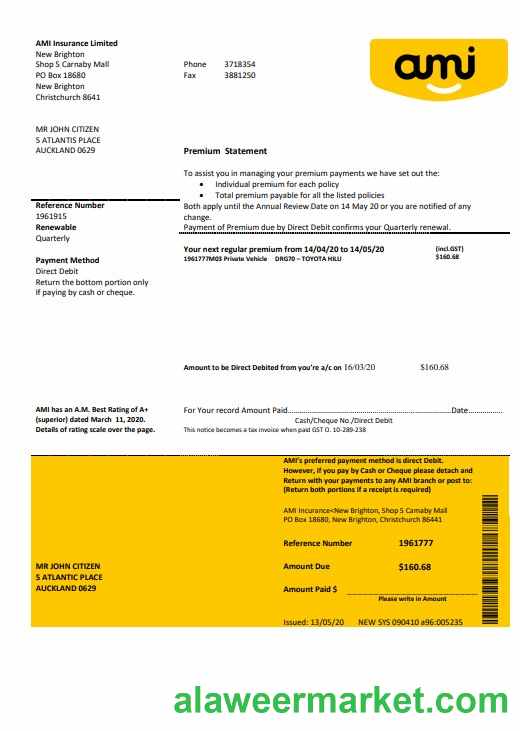 AMI Insurance Limited
New Brighton
Shop 5 Carnaby Mall
PO Box 18680
New Brighton
Christchurch 8641
Phone 3718354
Fax 3881250
ami
MR JOHN CITIZEN
5 ATLANTIS PLACE
AUCKLAND 0629
Premium Statement
To assist you in managing your premium payments we have set out the:
• Individual premium for each policy
• Total premium payable for all the listed policies
Both apply until the Annual Review Date on 14 May 20 or you are notified of any
change.
Payment of Premium due by Direct Debit confirms your Quarterly renewal.
Reference Number
1961915
Renewable
Quarterly
Payment Method
Direct Debit
Return the bottom portion only
if paying by cash or cheque.
Your next regular premium from 14/04/20 to 14/05/20 (incl.GST)
1961777M03 Private Vehicle DRG70 – TOYOTA HILU $160.68
Amount to be Direct Debited from you're a/c on 16/03/20 $160.68
AMI has an A.M. Best Rating of A+
(superior) dated March 11, 2020.
Details of rating scale over the page.
For Your record Amount Paid..........Date..........
Cash/Cheque No./Direct Debit
This notice becomes a tax invoice when paid GST O. 10-289-238
AMI's preferred payment method is direct Debit.
However, if you pay by Cash or Cheque please detach and
Return with your payments to any AMI branch or post to:
(Return both portions if a receipt is required)
AMI Insurance<New Brighton, Shop 5 Carnaby Mall
PO Box 18680, New Brighton, Christchurch 86441
Reference Number 1961777
MR JOHN CITIZEN
5 ATLANTIC PLACE
AUCKLAND 0629
Amount Due $160.68
Amount Paid $
Please write in Amount
Issued: 13/05/20 NEW SYS 090410 a96:005235
alaweermarket.com